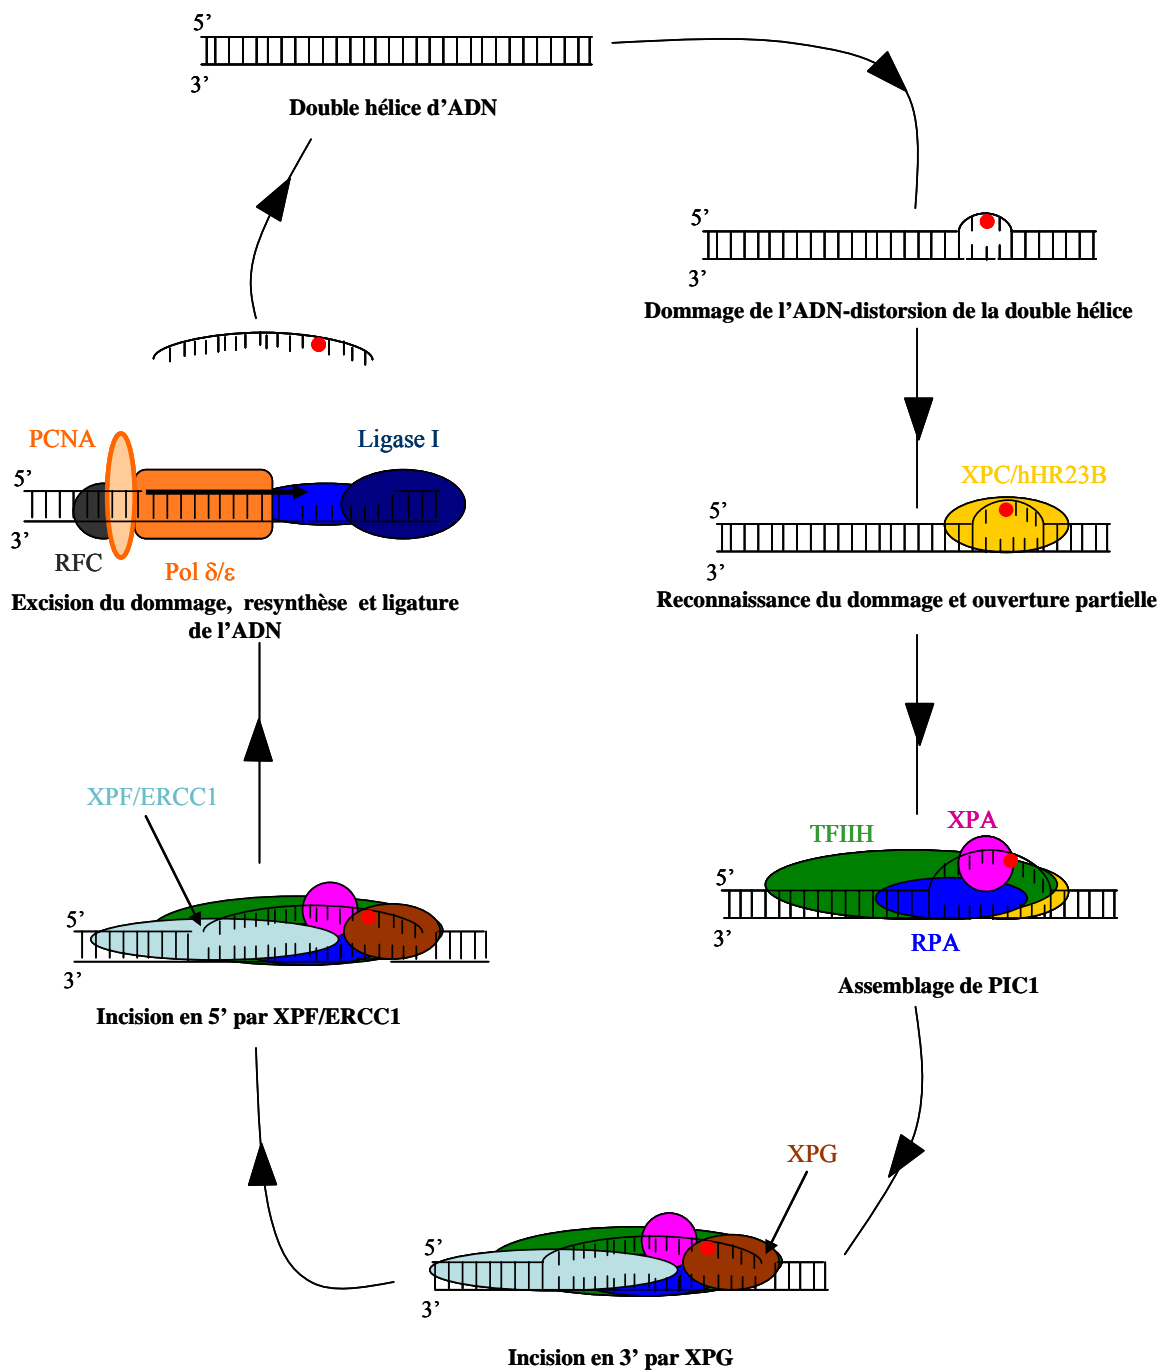 5’
3’
Double hélice d’ADN
5’
3’
Dommage de l’ADN-distorsion de la double hélice
XPC/hHR23B
5’
3’
Reconnaissance du dommage et ouverture partielle
TFIIH
XPA
5’
3’
RPA
Assemblage de PIC1
XPG
5’
3’
Incision en 3’ par XPG
XPF/ERCC1
5’
3’
Incision en 5’ par XPF/ERCC1
PCNA
Ligase I
5’
3’
RFC
Pol δ/ε
Excision du dommage, resynthèse et ligature
de l’ADN